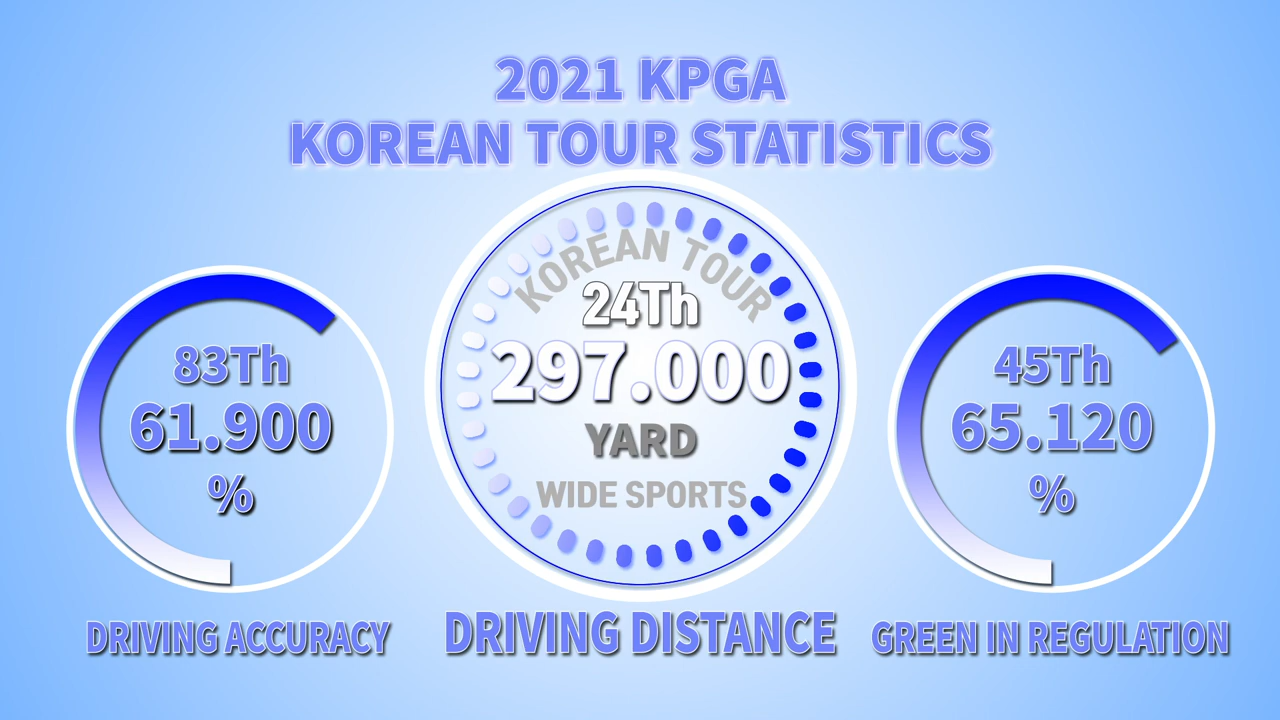 2021 KPGA
KOREAN TOUR STATISTICS
83Th
61.900
%
DRIVING ACCURACY
KOREAN TOUR
24Th
297.000
YARD
WIDE SPORTS
DRIVING DISTANCE
45Th
65.120
%
GREEN IN REGULATION